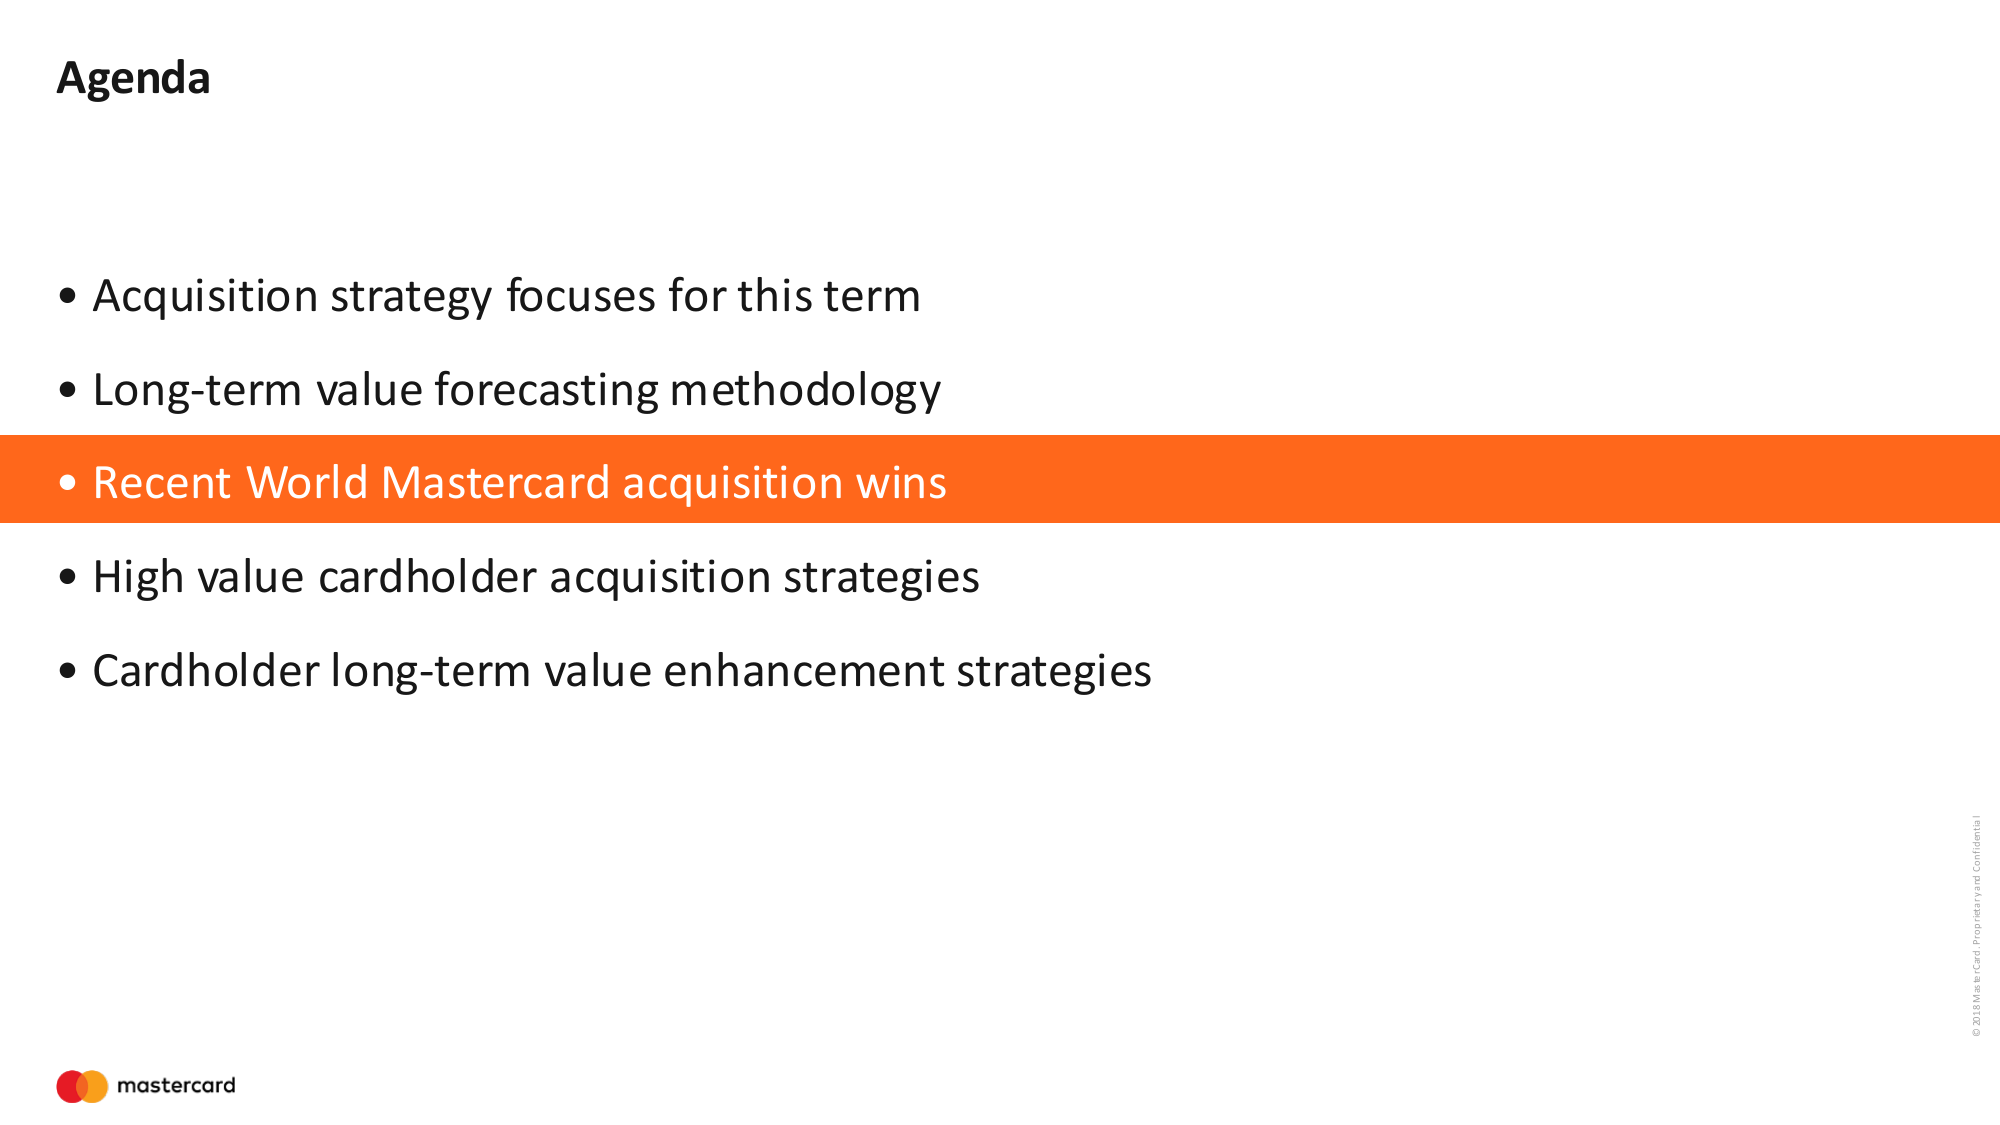 Agenda
• Acquisition strategy focuses for this term
• Long-term value forecasting methodology
• Recent World Mastercard acquisition wins
• High value cardholder acquisition strategies
• Cardholder long-term value enhancement strategies
© 2018 MasterCard. Proprietary and Confidential
mastercard